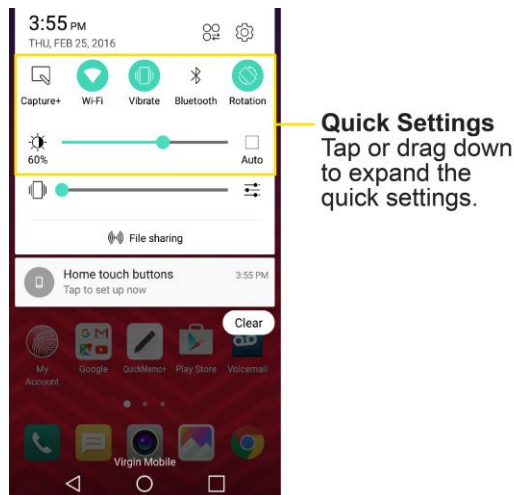 3:55 PM
THU, FEB 25, 2016
Capture+ Wi-Fi Vibrate Bluetooth Rotation
60% Auto
File sharing
Home touch buttons 3:55 PM
Tap to set up now
Clear
G M
My Account Google QuickMemo+ Play Store Voicemail
Virgin Mobile
Quick Settings
Tap or drag down
to expand the
quick settings.